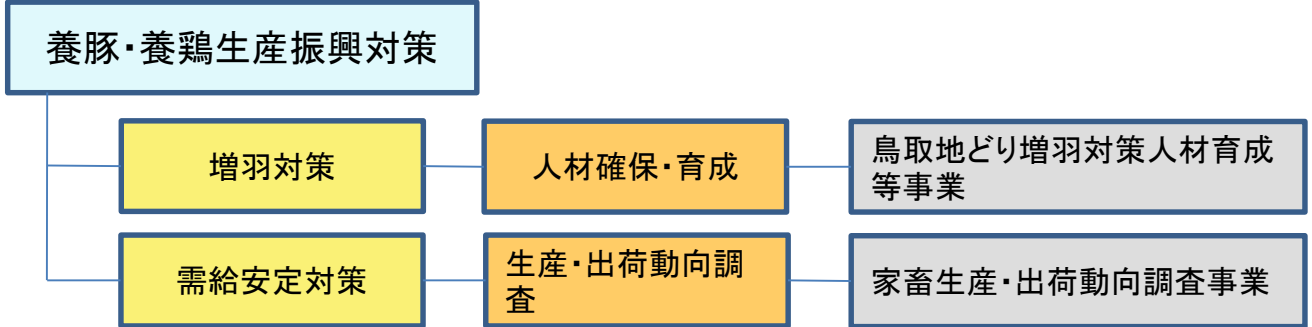 養豚・養鶏生産振興対策
増羽対策
人材確保・育成
鳥取地どり増羽対策人材育成
等事業
需給安定対策
生産・出荷動向調
査
家畜生産・出荷動向調査事業